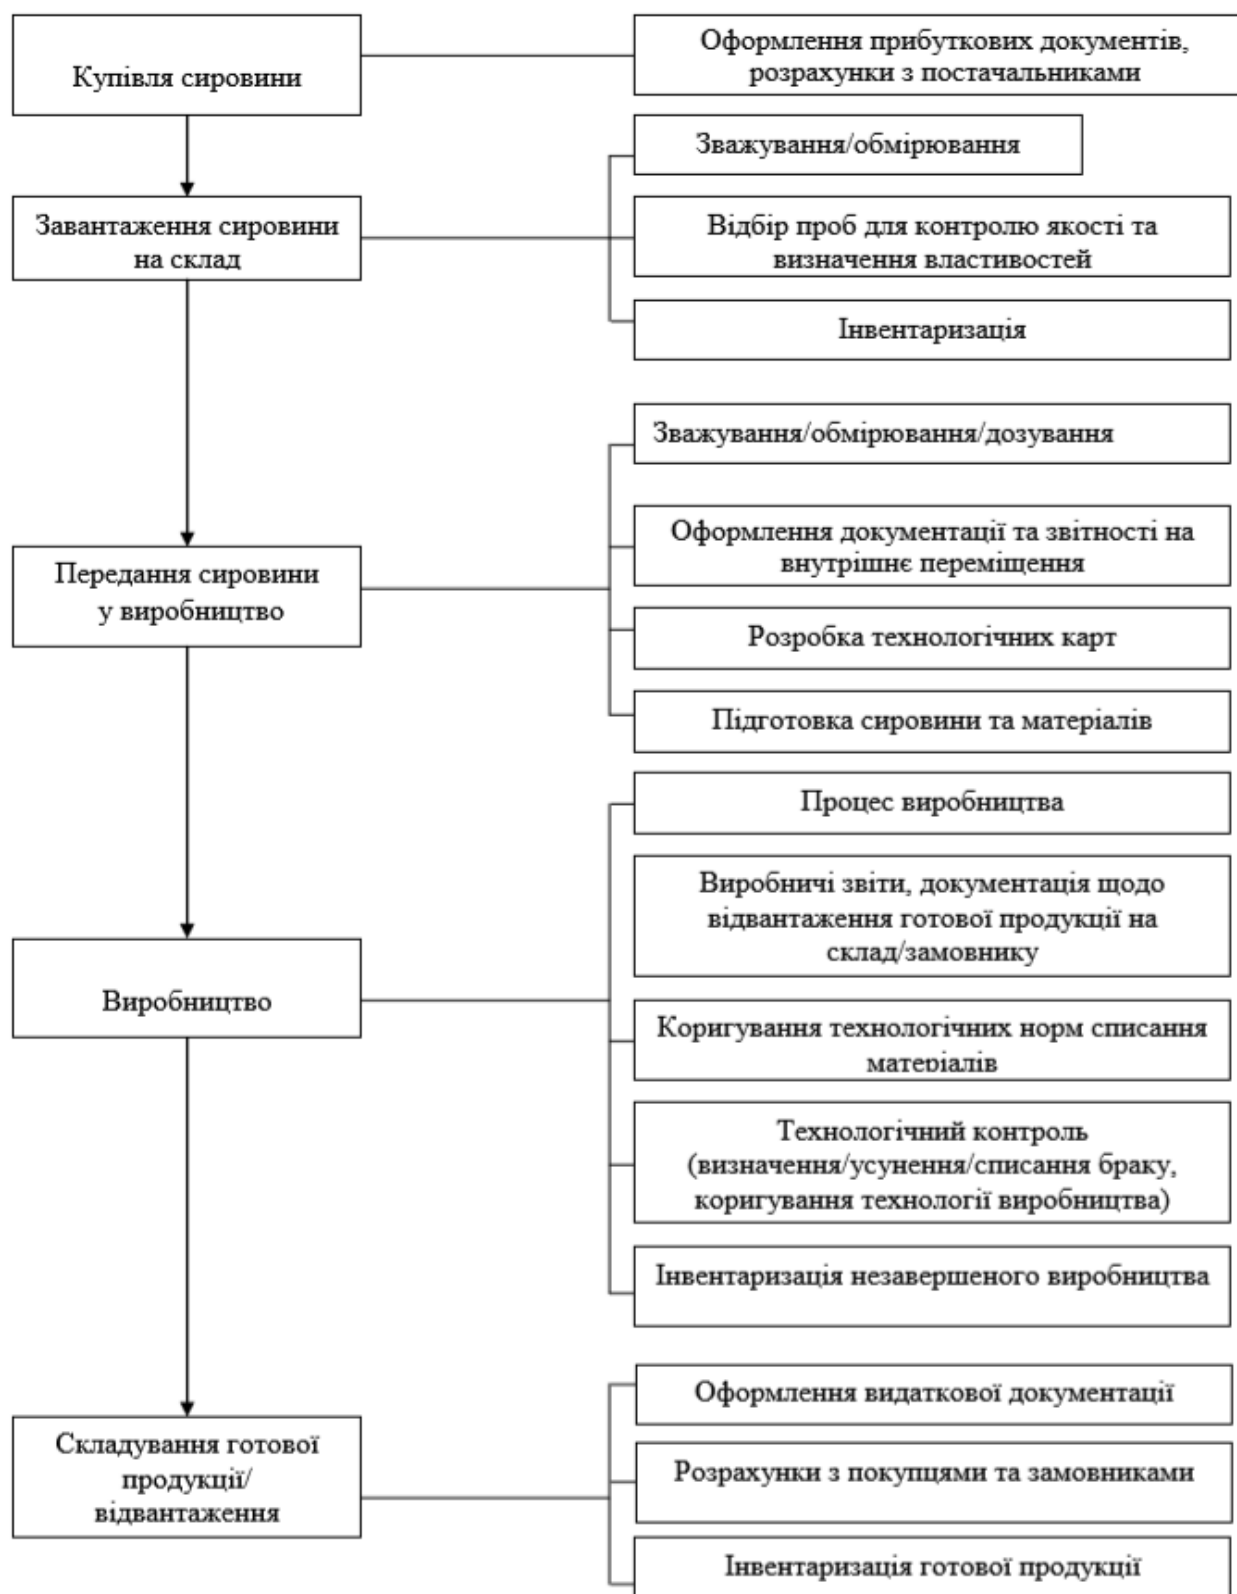 Купівля сировини
Оформлення прибуткових документів,
розрахунки з постачальниками
Зважування/обмірювання
Завантаження сировини
на склад
Відбір проб для контролю якості та
визначення властивостей
Інвентаризація
Зважування/обмірювання/дозування
Оформлення документації та звітності на
внутрішнє переміщення
Передання сировини
у виробництво
Розробка технологічних карт
Підготовка сировини та матеріалів
Процес виробництва
Виробничі звіти, документація щодо
відвантаження готової продукції на
склад/замовнику
Виробництво
Коригування технологічних норм списання
матеріалів
Технологічний контроль
(визначення/усунення/списання браку,
коригування технології виробництва)
Інвентаризація незавершеного виробництва
Оформлення видаткової документації
Складування готової
продукції/
відвантаження
Розрахунки з покупцями та замовниками
Інвентаризація готової продукції